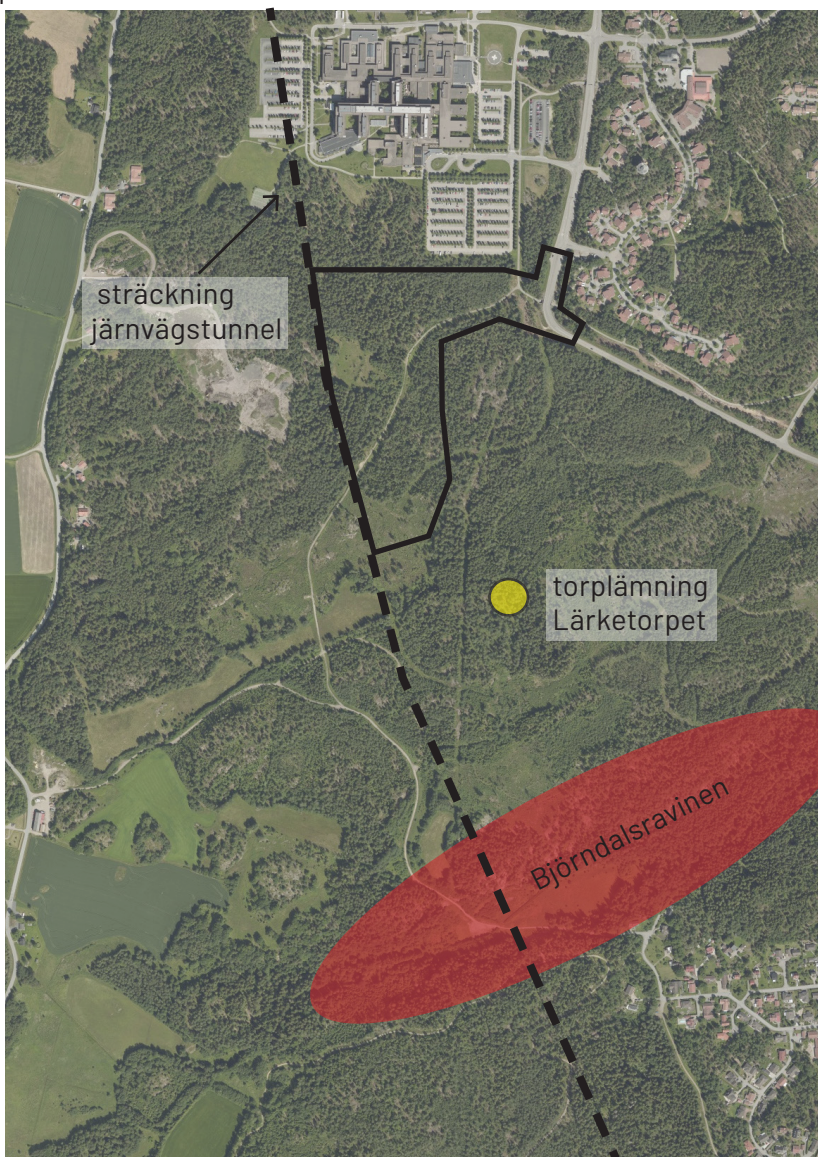 sträckning
järnvägstunnel
torplämning
Lärketorpet
Björndalsravinen